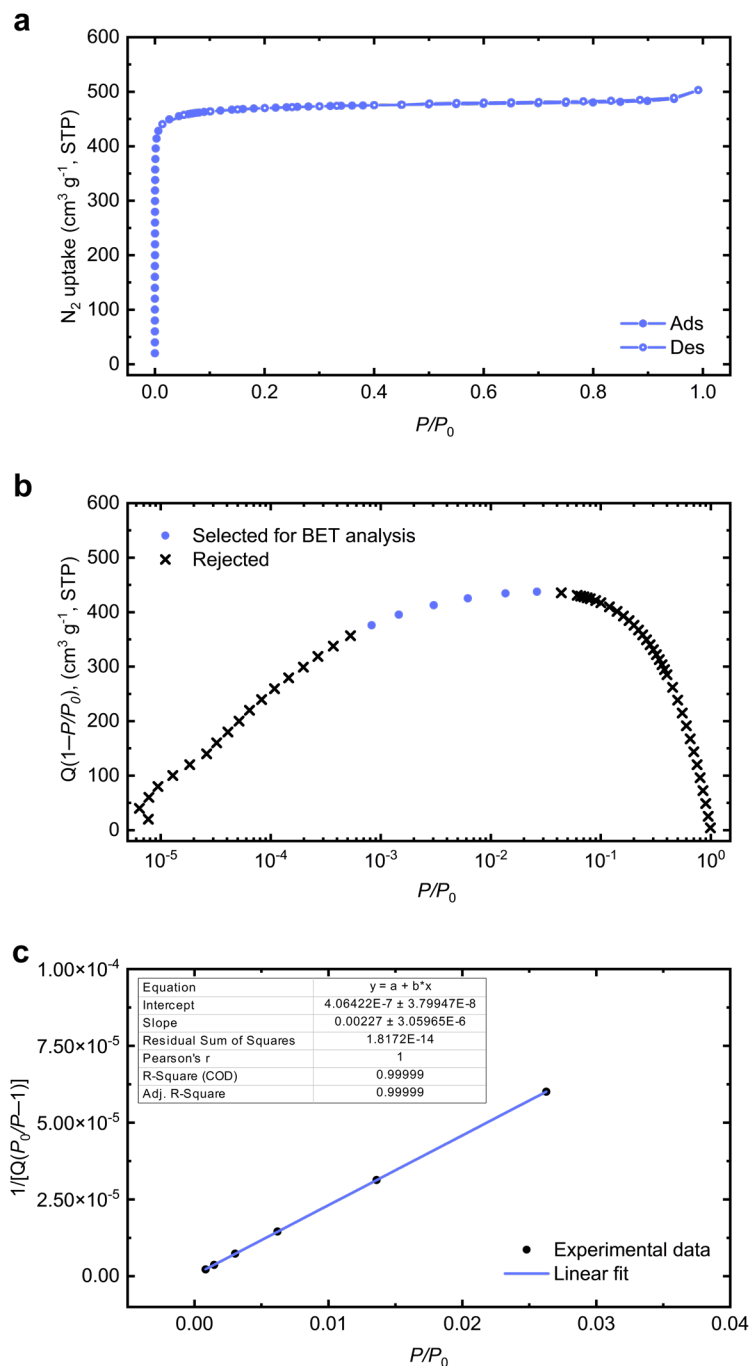 a
600
500
400
300
200
100
0
N₂ uptake (cm³ g⁻¹, STP)
Ads
Des
0.0 0.2 0.4 0.6 0.8 1.0
P/P₀
b
600
500
400
300
200
100
0
Q(1–P/P₀), (cm³ g⁻¹, STP)
Selected for BET analysis
Rejected
10⁻⁵ 10⁻⁴ 10⁻³ 10⁻² 10⁻¹ 10⁰
P/P₀
c
1.00×10⁻⁴
7.50×10⁻⁵
5.00×10⁻⁵
2.50×10⁻⁵
0.00
1/[Q(P₀/P–1)]
Equation y = a + b*x
Intercept 4.06422E-7 ± 3.79947E-8
Slope 0.00227 ± 3.05965E-6
Residual Sum of Squares 1.8172E-14
Pearson's r 1
R-Square (COD) 0.99999
Adj. R-Square 0.99999
Experimental data
Linear fit
0.00 0.01 0.02 0.03 0.04
P/P₀